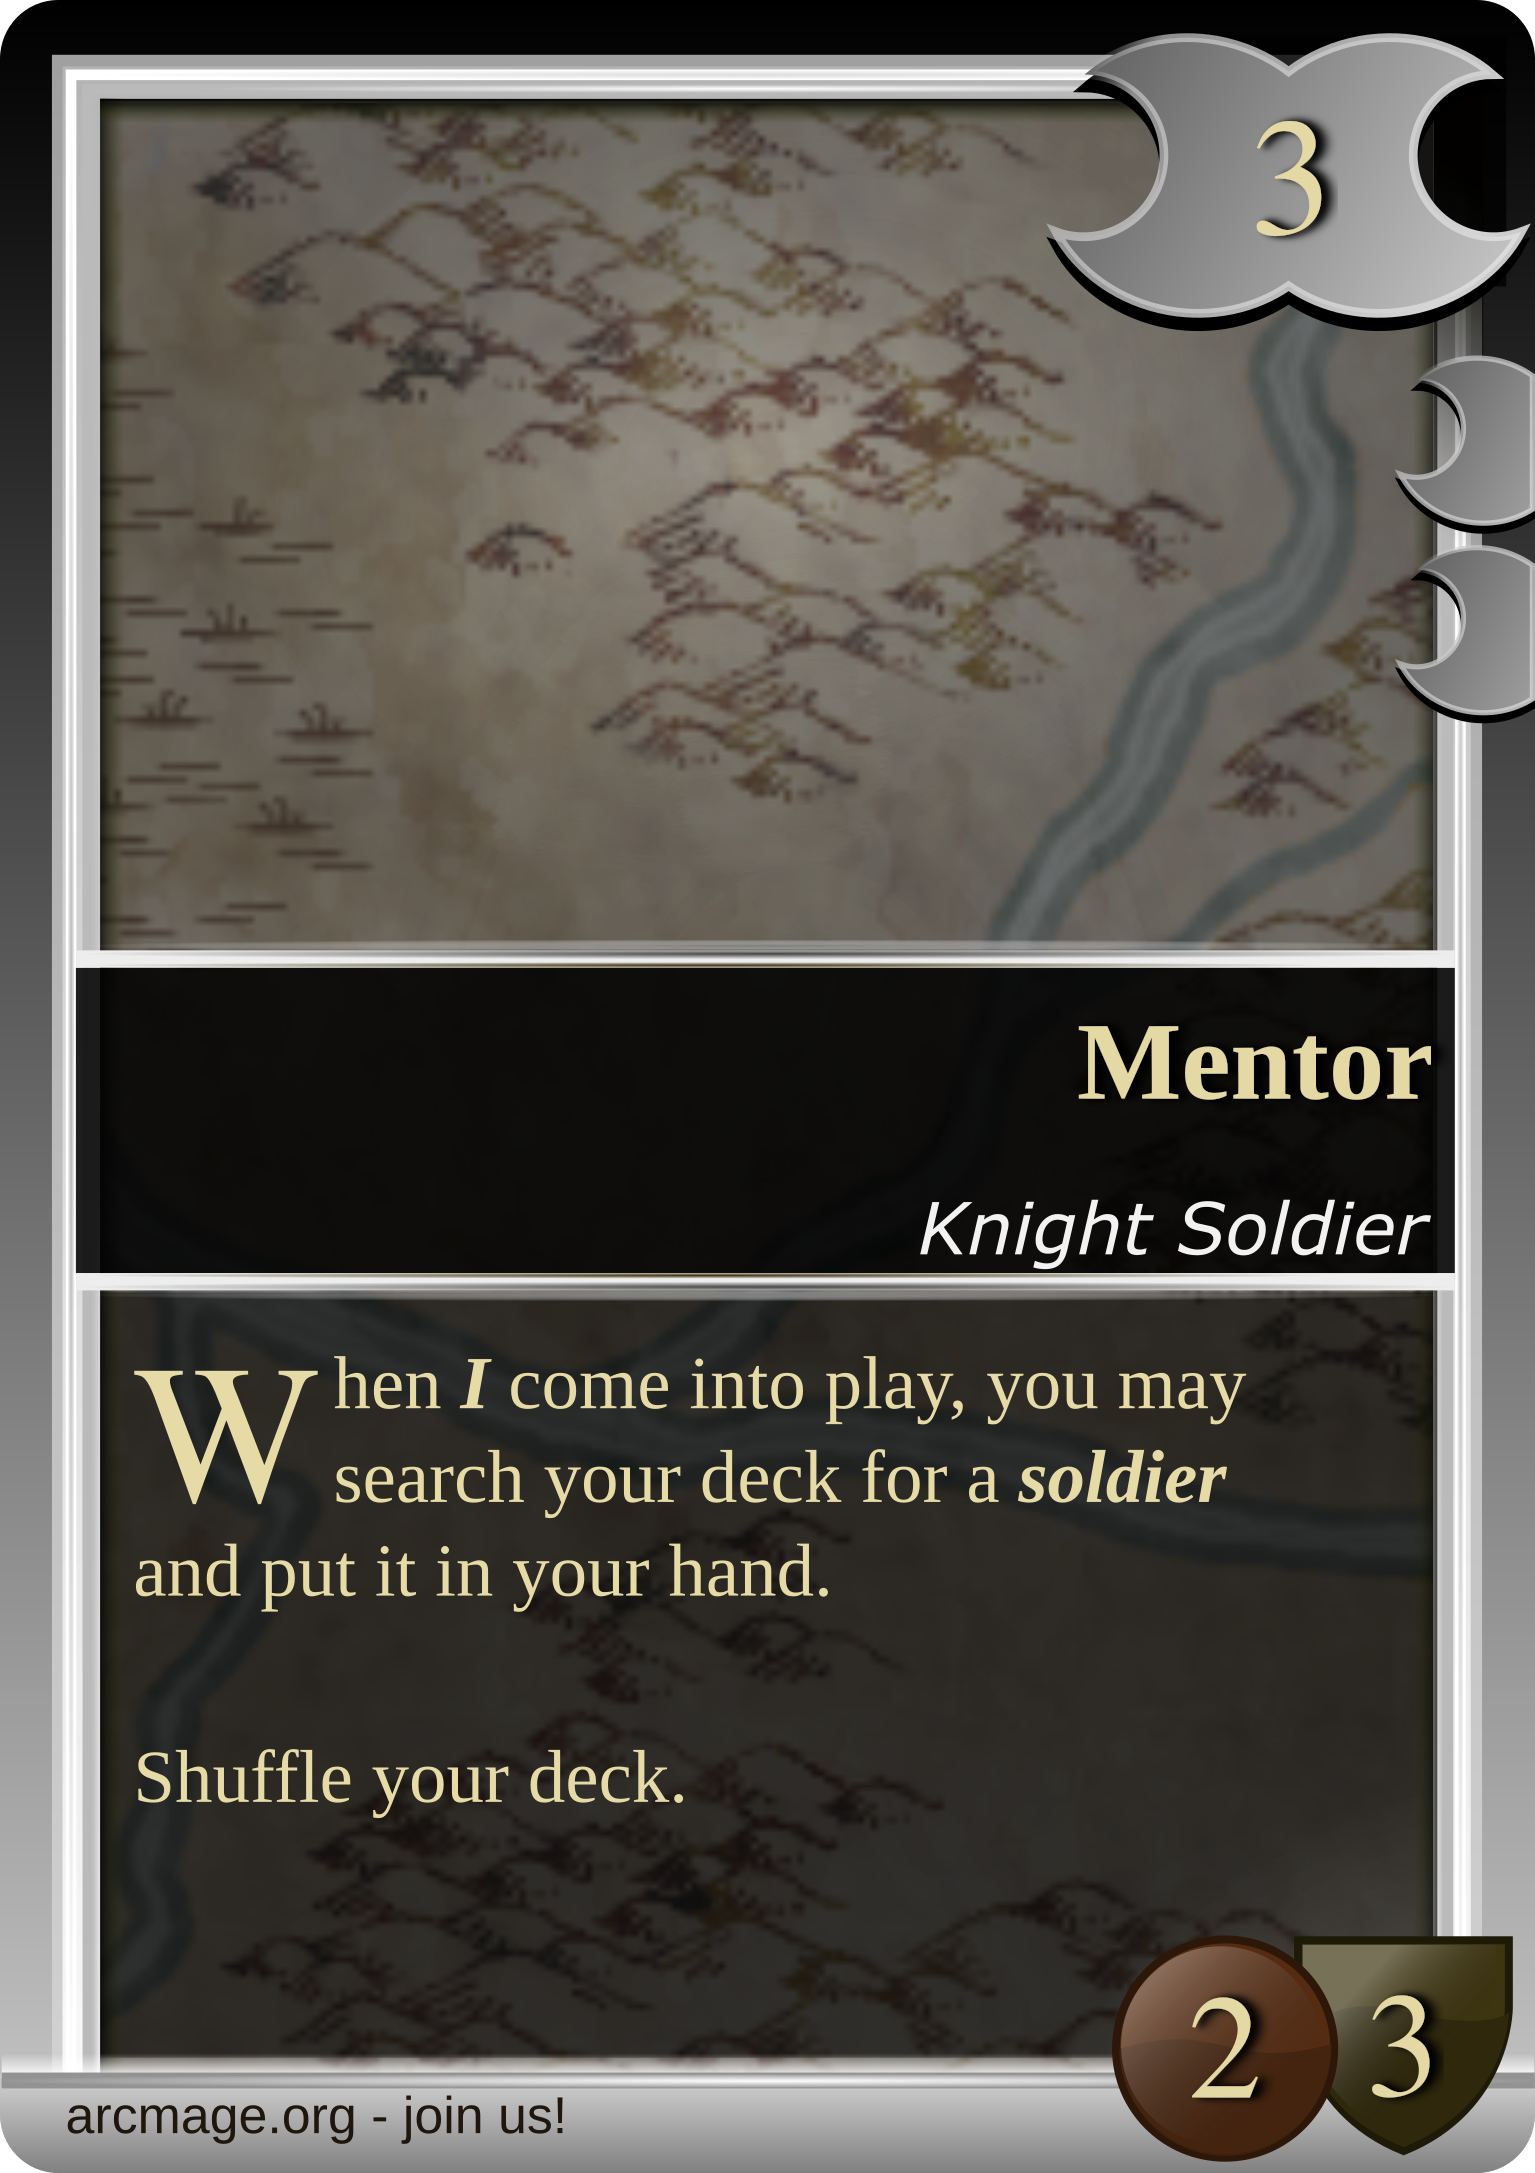 3
Mentor
Knight Soldier
When I come into play, you may
search your deck for a soldier
and put it in your hand.
Shuffle your deck.
2 3
arcmage.org - join us!